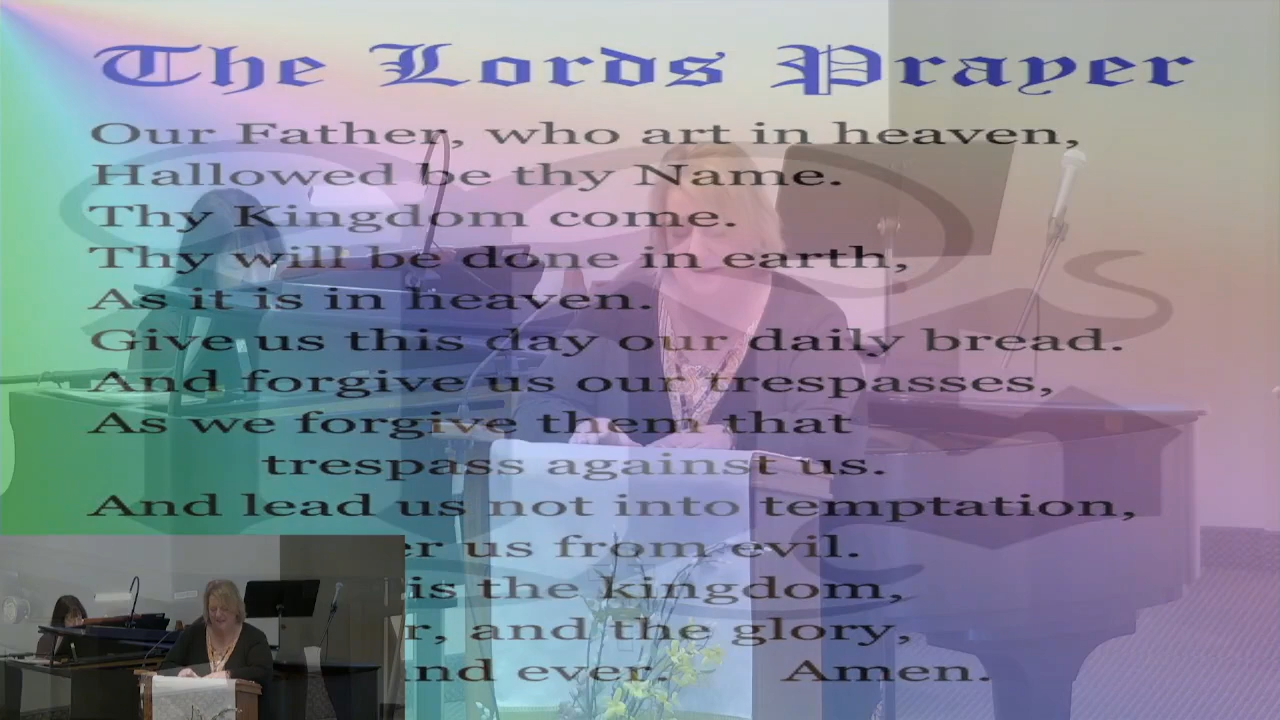 The Lords Prayer
Our Father, who art in heaven,
Hallowed be thy Name.
Thy Kingdom come.
Thy will be done in earth,
As it is in heaven.
Give us this day our daily bread.
And forgive us our trespasses,
As we forgive them that
trespass against us.
And lead us not into temptation,
us from evil.
is the kingdom,
and the glory,
ever. Amen.